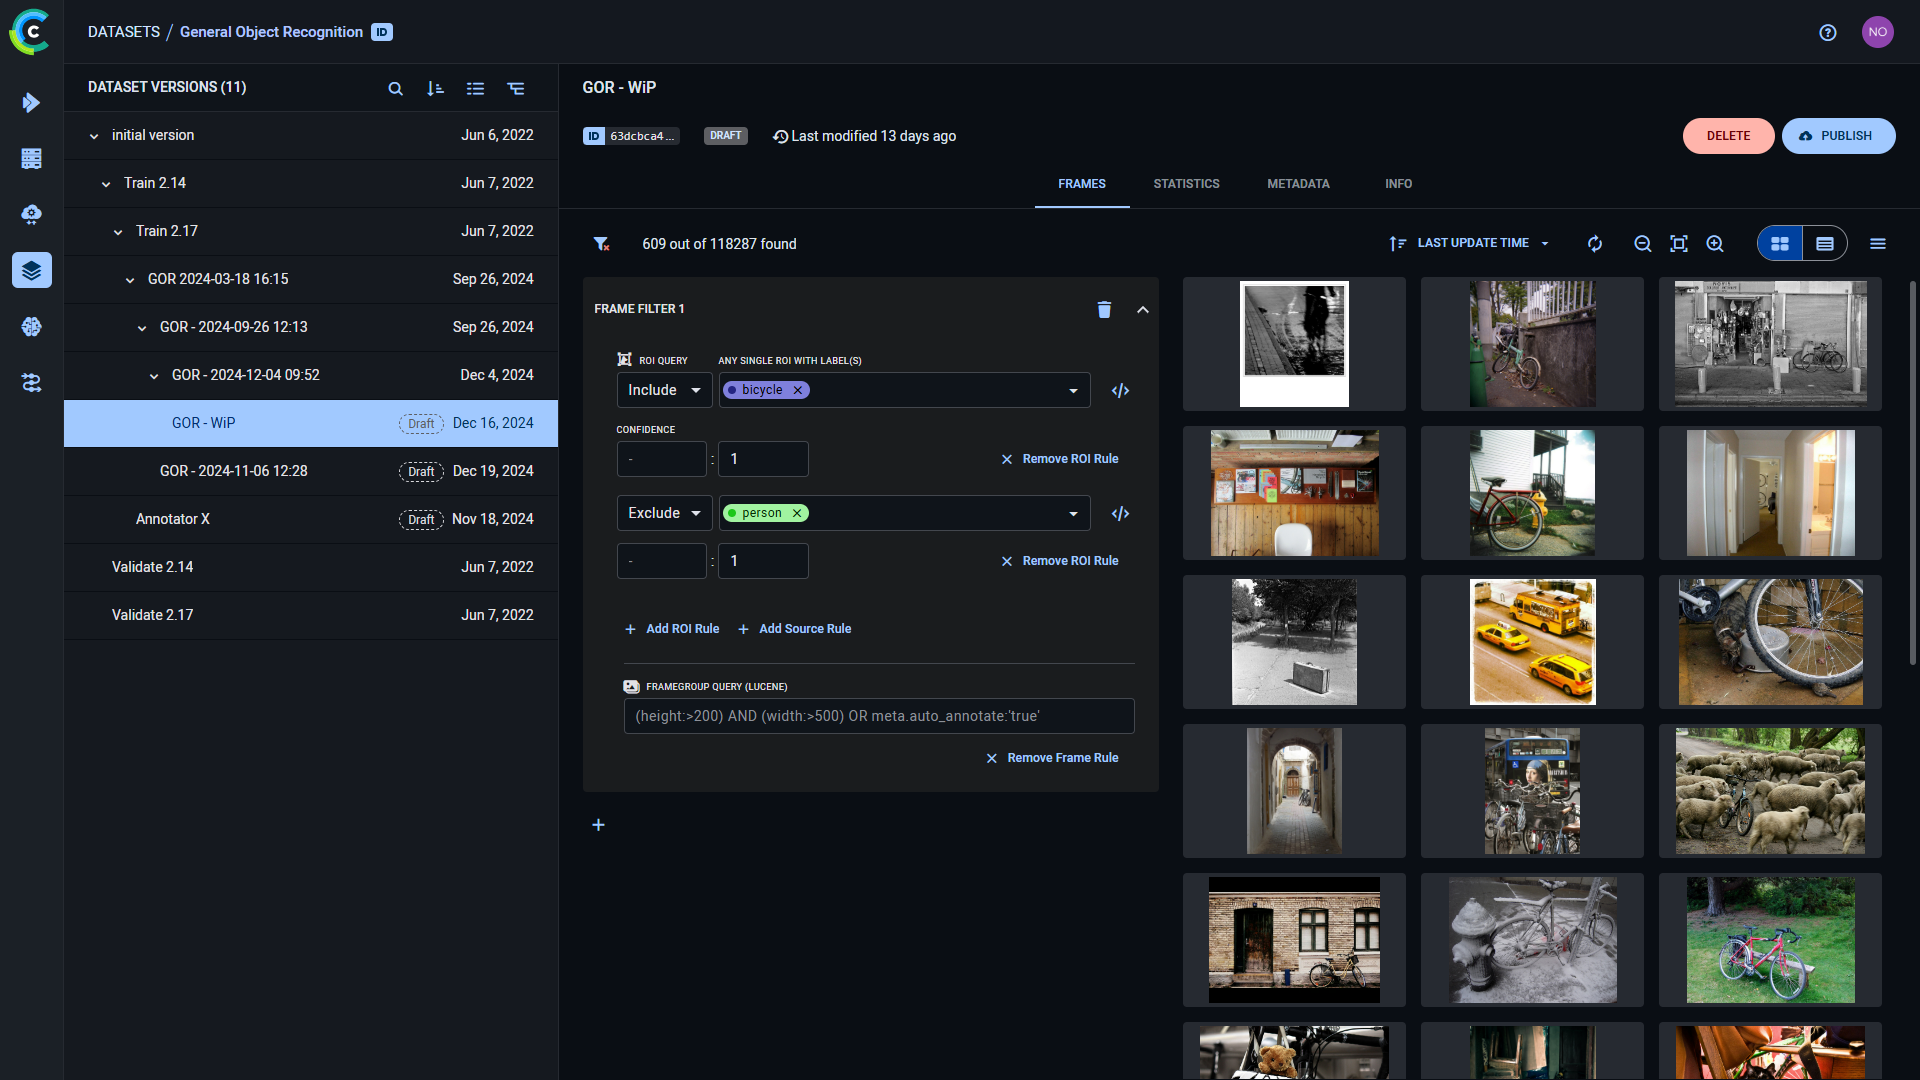 C
DATASETS / General Object Recognition ID
NO
DATASET VERSIONS (11)
initial version Jun 6, 2022
Train 2.14 Jun 7, 2022
Train 2.17 Jun 7, 2022
GOR 2024-03-18 16:15 Sep 26, 2024
GOR - 2024-09-26 12:13 Sep 26, 2024
GOR - 2024-12-04 09:52 Dec 4, 2024
GOR - WiP Draft Dec 16, 2024
GOR - 2024-11-06 12:28 Draft Dec 19, 2024
Annotator X Draft Nov 18, 2024
Validate 2.14 Jun 7, 2022
Validate 2.17 Jun 7, 2022
GOR - WiP
ID 63dcbca4... DRAFT Last modified 13 days ago
DELETE PUBLISH
FRAMES STATISTICS METADATA INFO
609 out of 118287 found
LAST UPDATE TIME
FRAME FILTER 1
ROI QUERY ANY SINGLE ROI WITH LABEL(S)
Include bicycle
CONFIDENCE
- : 1 Remove ROI Rule
Exclude person
- : 1 Remove ROI Rule
+ Add ROI Rule + Add Source Rule
FRAMEGROUP QUERY (LUCENE)
(height:>200) AND (width:>500) OR meta.auto_annotate:'true'
Remove Frame Rule
+